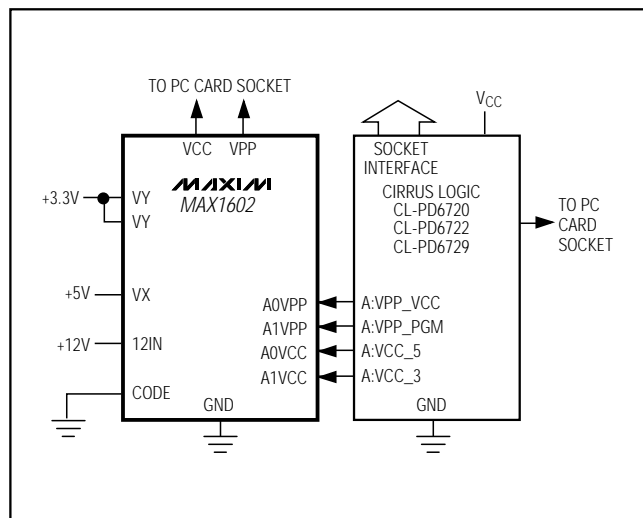 TO PC CARD SOCKET
VCC VPP
MAXIM
MAX1602
+3.3V
VY
VY
+5V
VX
+12V
12IN
CODE
GND
A0VPP
A1VPP
A0VCC
A1VCC
VCC
SOCKET
INTERFACE
CIRRUS LOGIC
CL-PD6720
CL-PD6722
CL-PD6729
A:VPP_VCC
A:VPP_PGM
A:VCC_5
A:VCC_3
GND
TO PC
CARD
SOCKET